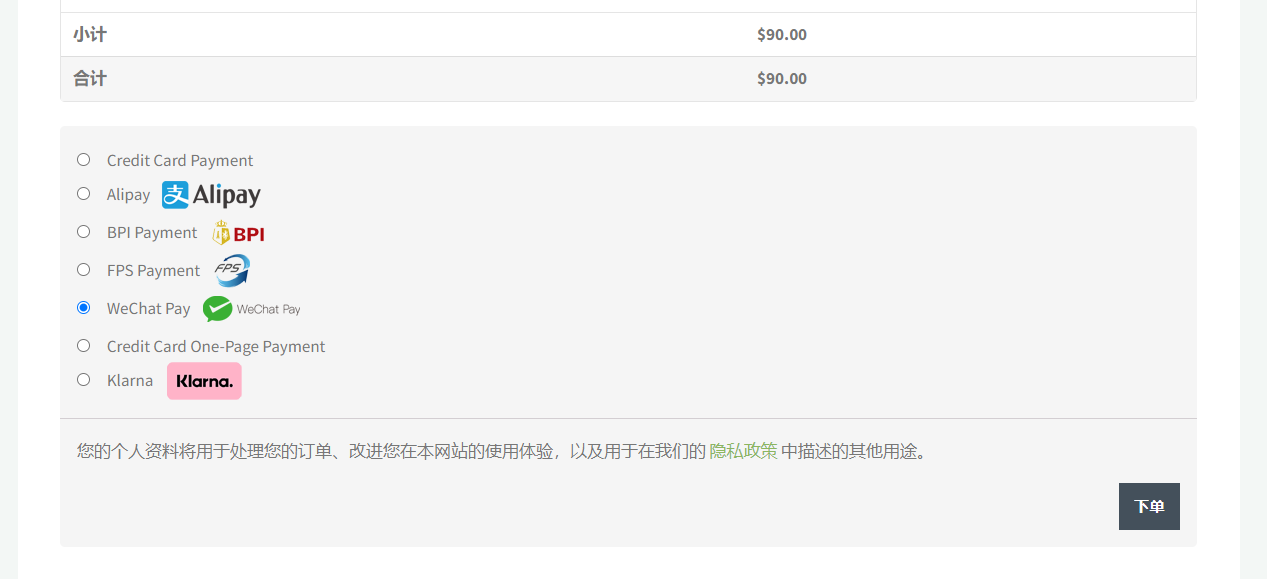 小计 $90.00
合计 $90.00
Credit Card Payment
Alipay 支 Alipay
BPI Payment BPI
FPS Payment FPS
WeChat Pay WeChat Pay
Credit Card One-Page Payment
Klarna Klarna.
您的个人资料将用于处理您的订单、改进您在本网站的使用体验，以及用于在我们的 隐私政策 中描述的其他用途。
下单